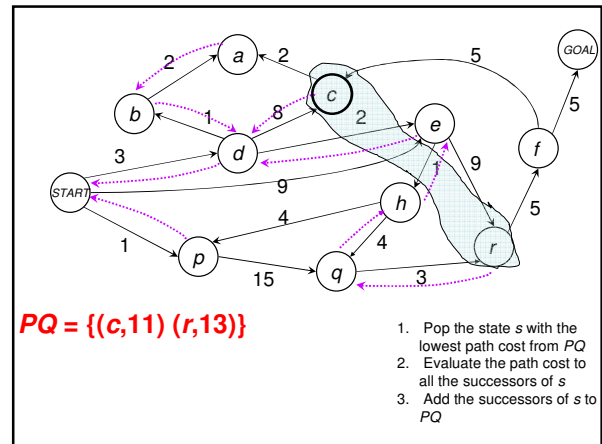 GOAL
a
2
2
5
c
b
1
8
2
e
5
f
3
d
9
9
1
START
h
5
4
4
1
r
p
15
q
3
PQ = {(c,11) (r,13)}
1. Pop the state s with the
lowest path cost from PQ
2. Evaluate the path cost to
all the successors of s
3. Add the successors of s to
PQ